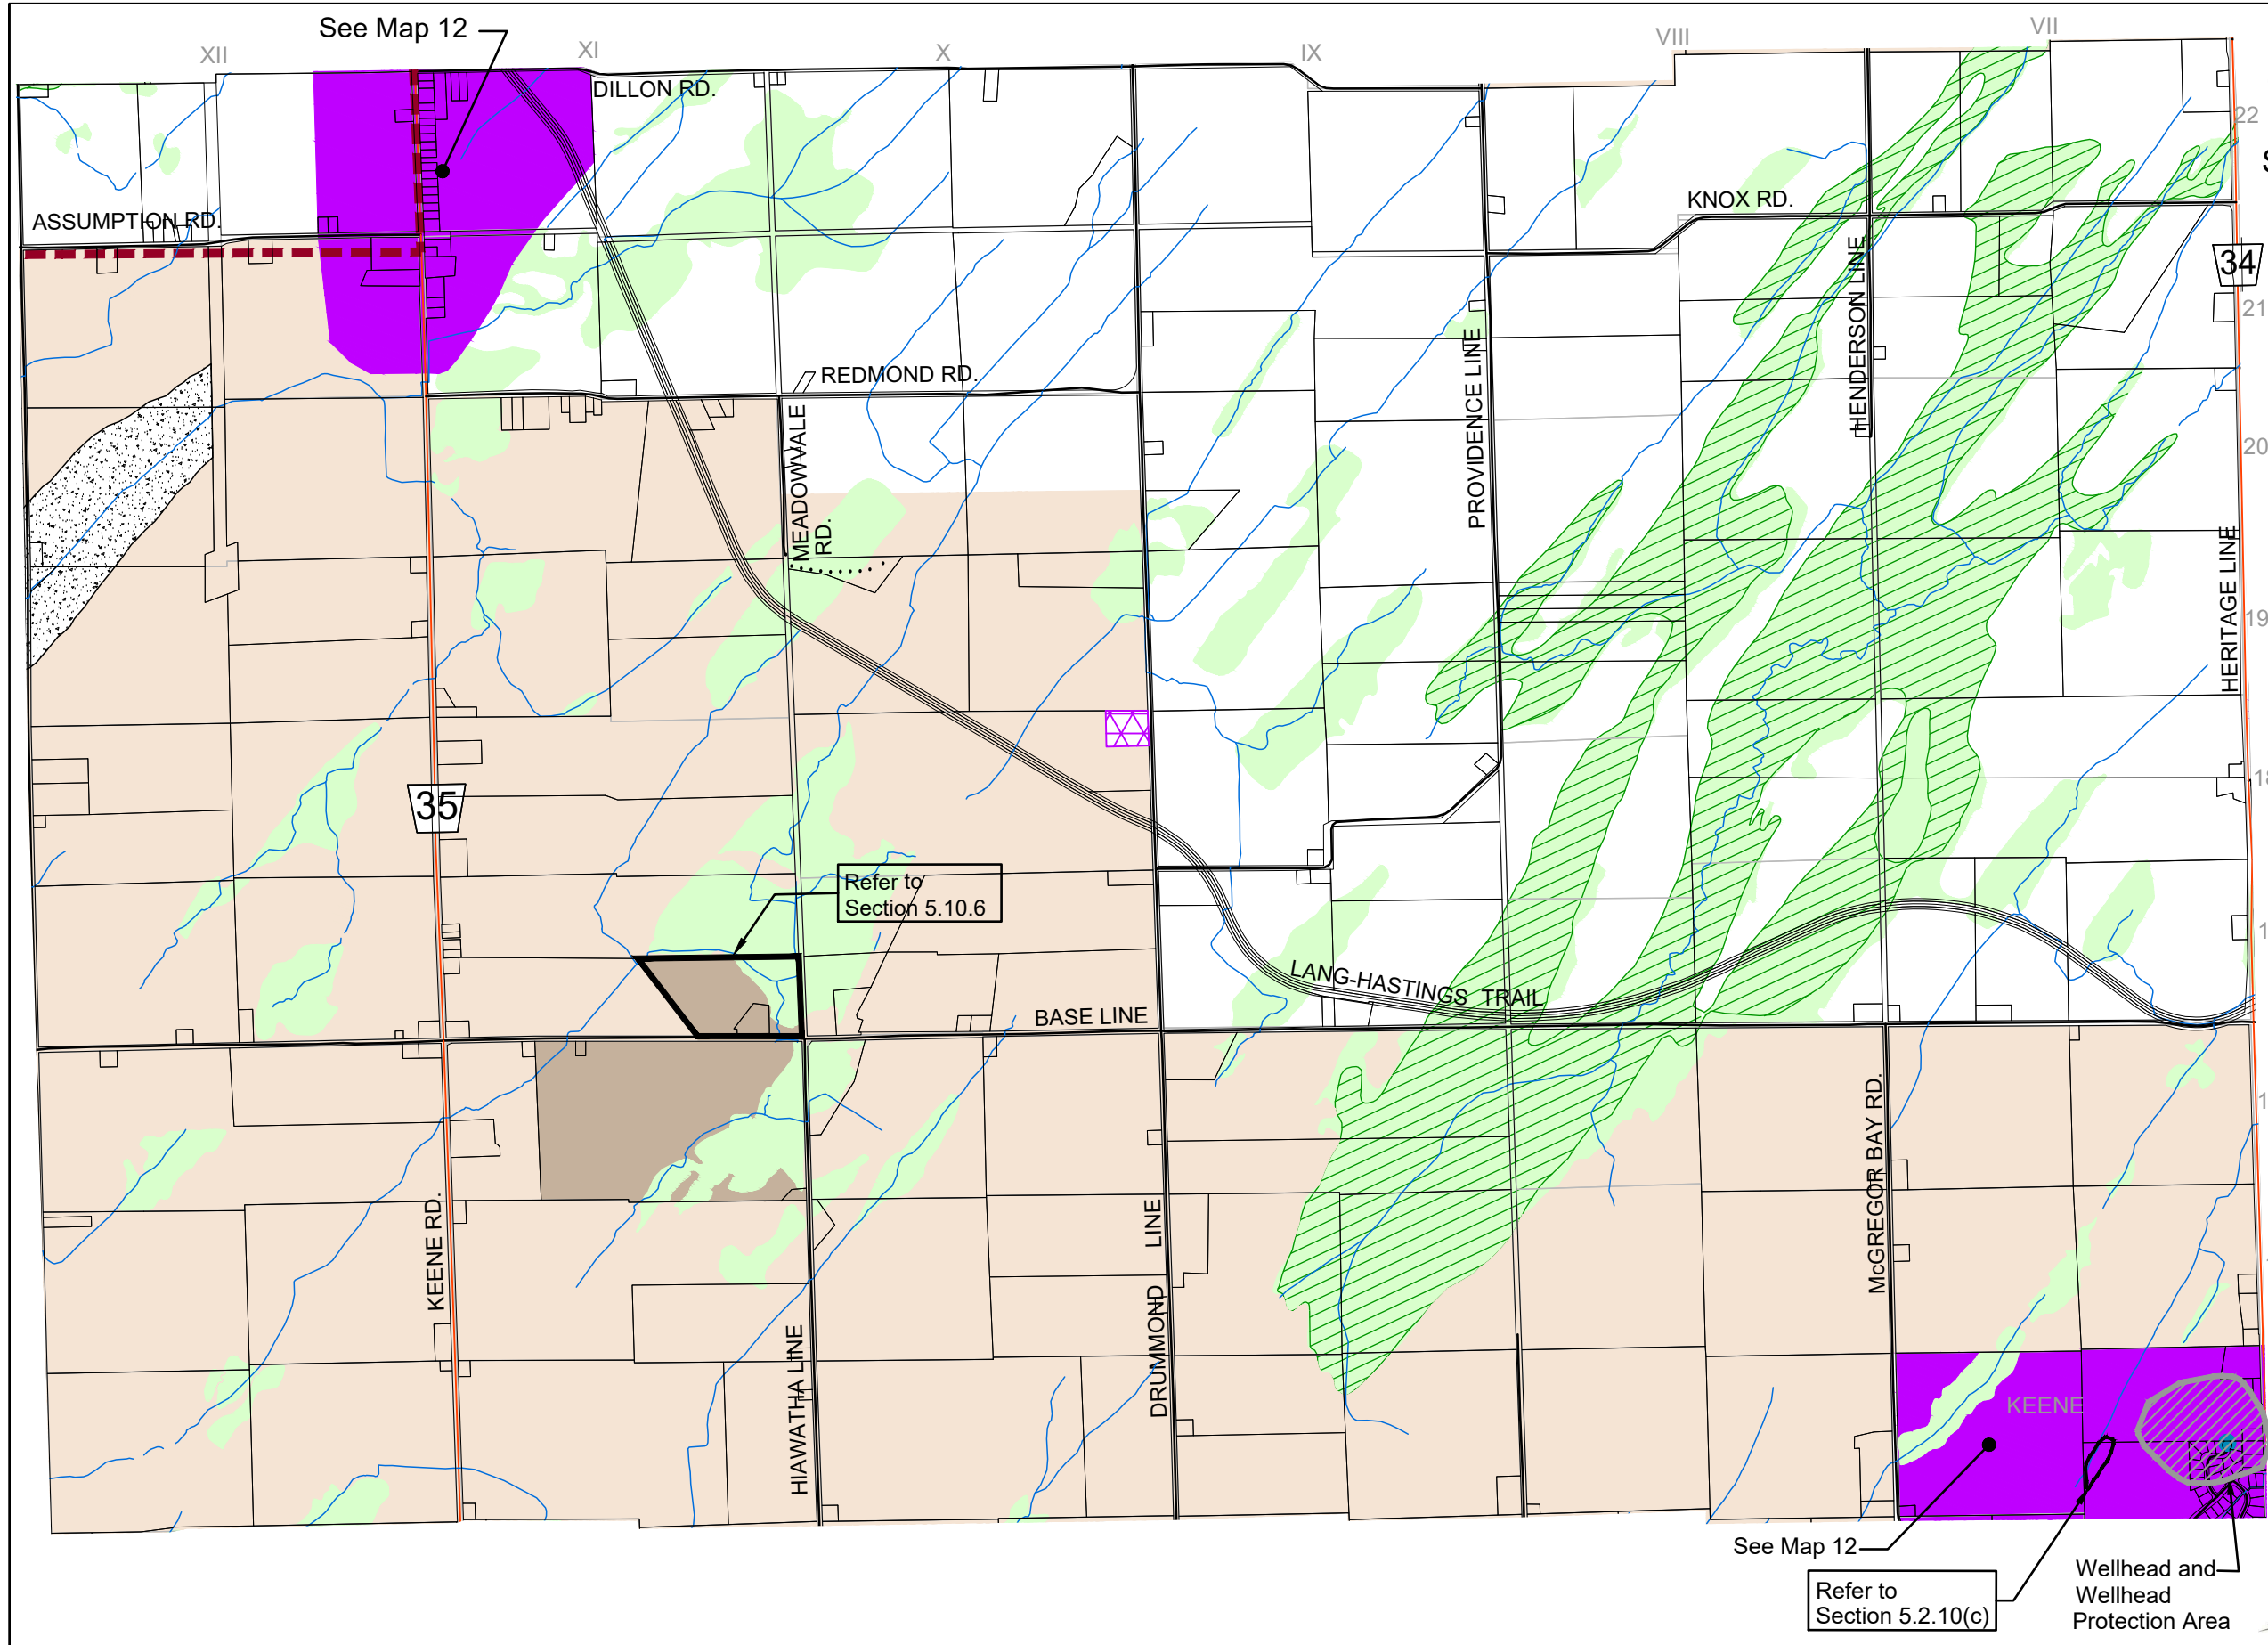 See Map 12
XII
XI
X
IX
VIII
VII
DILLON RD.
22
ASSUMPTION RD.
KNOX RD.
34
HENDERSON LINE
21
REDMOND RD.
PROVIDENCE LINE
MEADOWVALE
RD.
20
HERITAGE LINE
19
35
Refer to
Section 5.10.6
LANG-HASTINGS TRAIL
BASE LINE
McGREGOR BAY RD.
KEENE RD.
DRUMMOND LINE
HIAWATHA LINE
KEENE
See Map 12
Refer to
Section 5.2.10(c)
Wellhead and
Wellhead
Protection Area